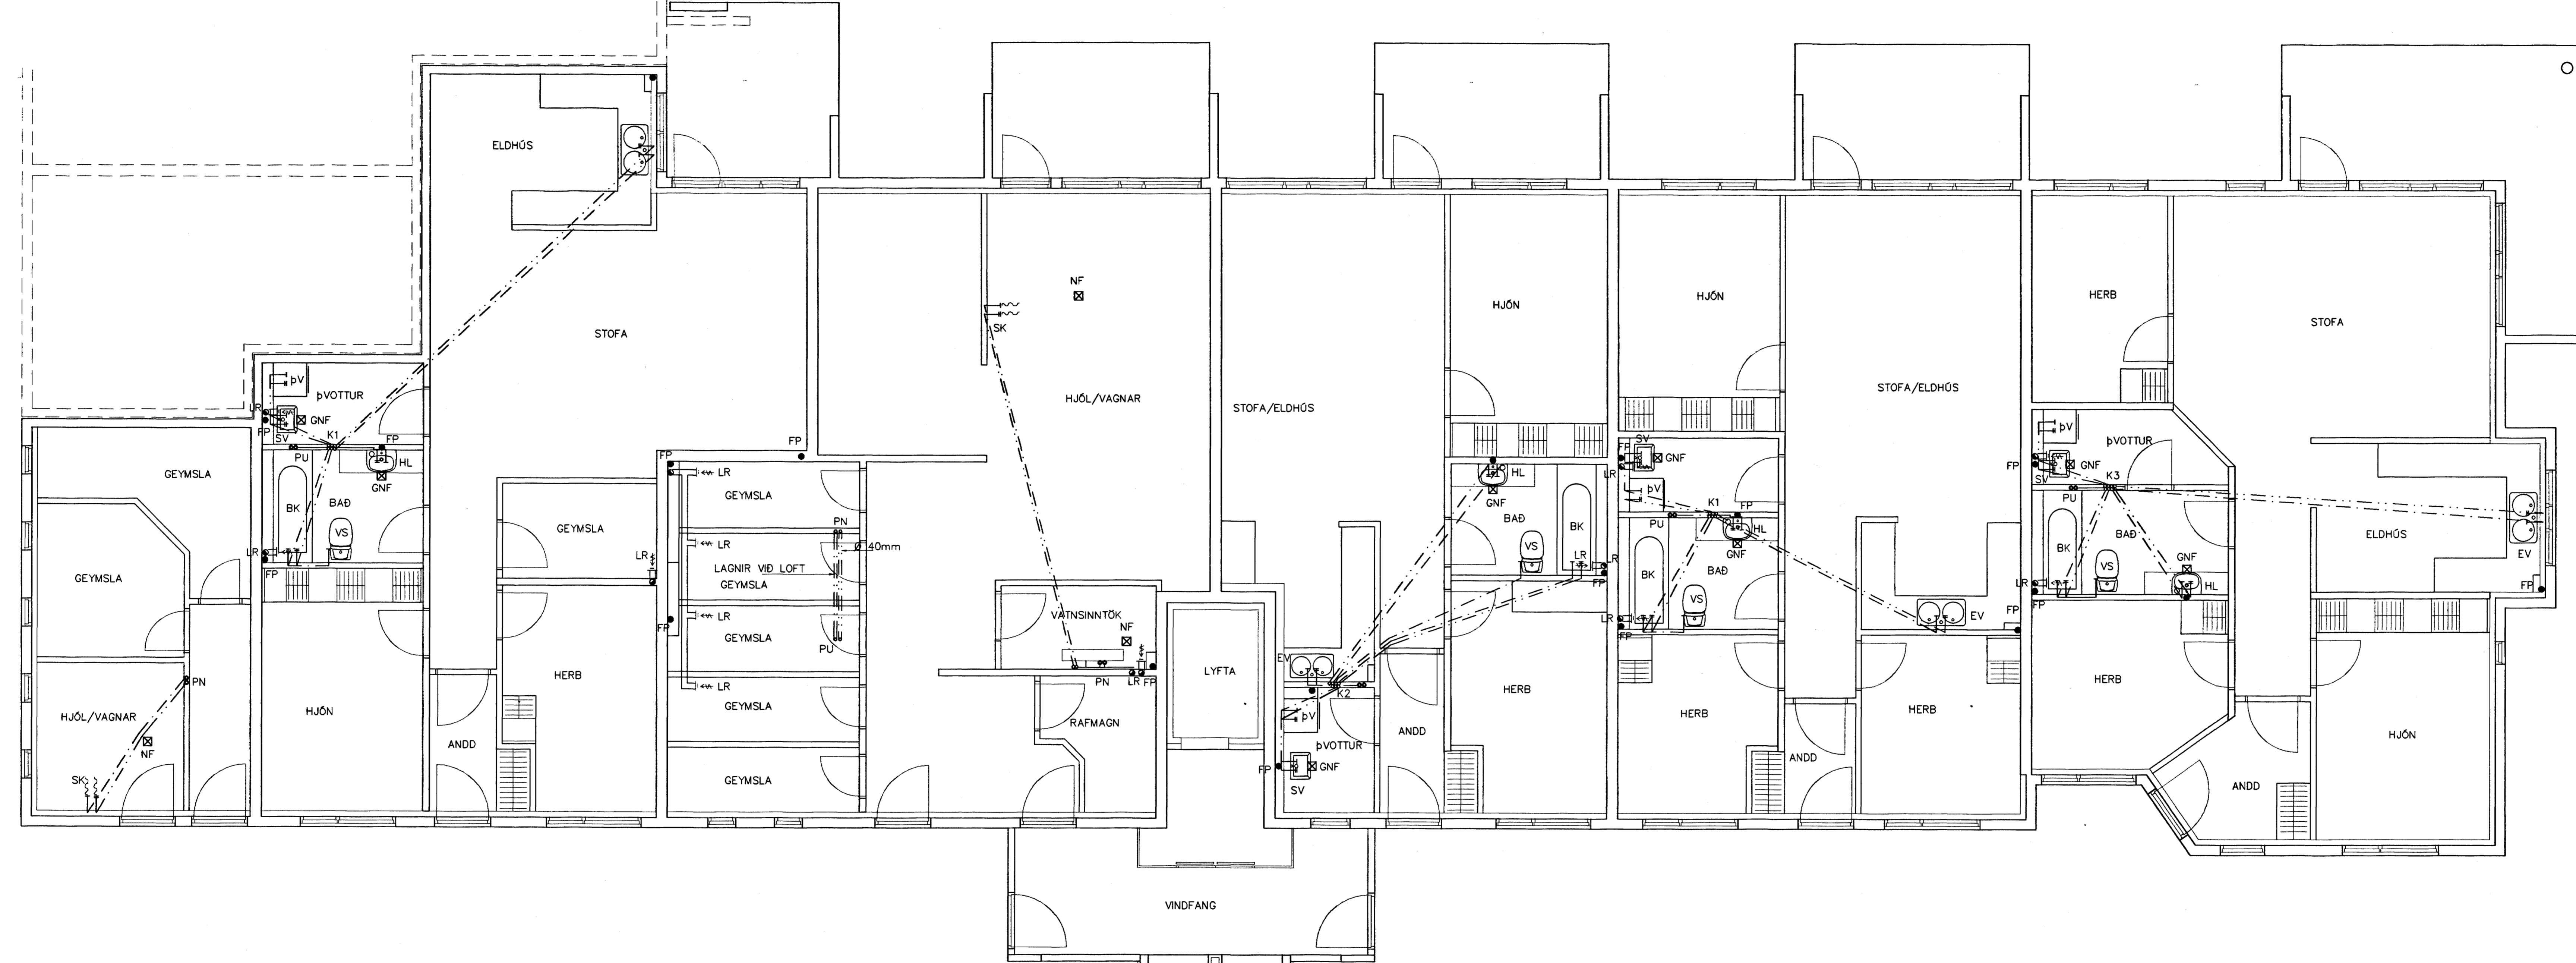 ELDHÚS
STOFA
þV
þVOTTUR
LR
GNF
FP
SV
K1
FP
PU
HL
GNF
BK
BAÐ
VS
LR
FP
GEYMSLA
GEYMSLA
PN
HJÓL/VAGNAR
NF
SK
HJÓN
ANDD
GEYMSLA
LR
HERB
FP
FP
LR
GEYMSLA
PN
LR
Ø 40mm
LAGNIR VIÐ LOFT
GEYMSLA
LR
GEYMSLA
FP
PU
LR
GEYMSLA
GEYMSLA
NF
SK
HJÓL/VAGNAR
VATNSINNTÖK
NF
PN
LR
FP
RAFMAGN
LYFTA
VINDFANG
STOFA/ELDHÚS
HJÓN
HL
GNF
BAÐ
BK
VS
LR
LR
FP
EV
K2
þV
þVOTTUR
FP
GNF
SV
ANDD
HERB
HJÓN
SV
FP
GNF
LR
þV
K1
FP
PU
HL
GNF
BK
BAÐ
VS
LR
FP
HERB
STOFA/ELDHÚS
EV
FP
ANDD
HERB
HERB
STOFA
þV
þVOTTUR
FP
GNF
SV
K3
PU
BAÐ
BK
GNF
VS
HL
LR
FP
ELDHÚS
EV
FP
HERB
ANDD
HJÓN